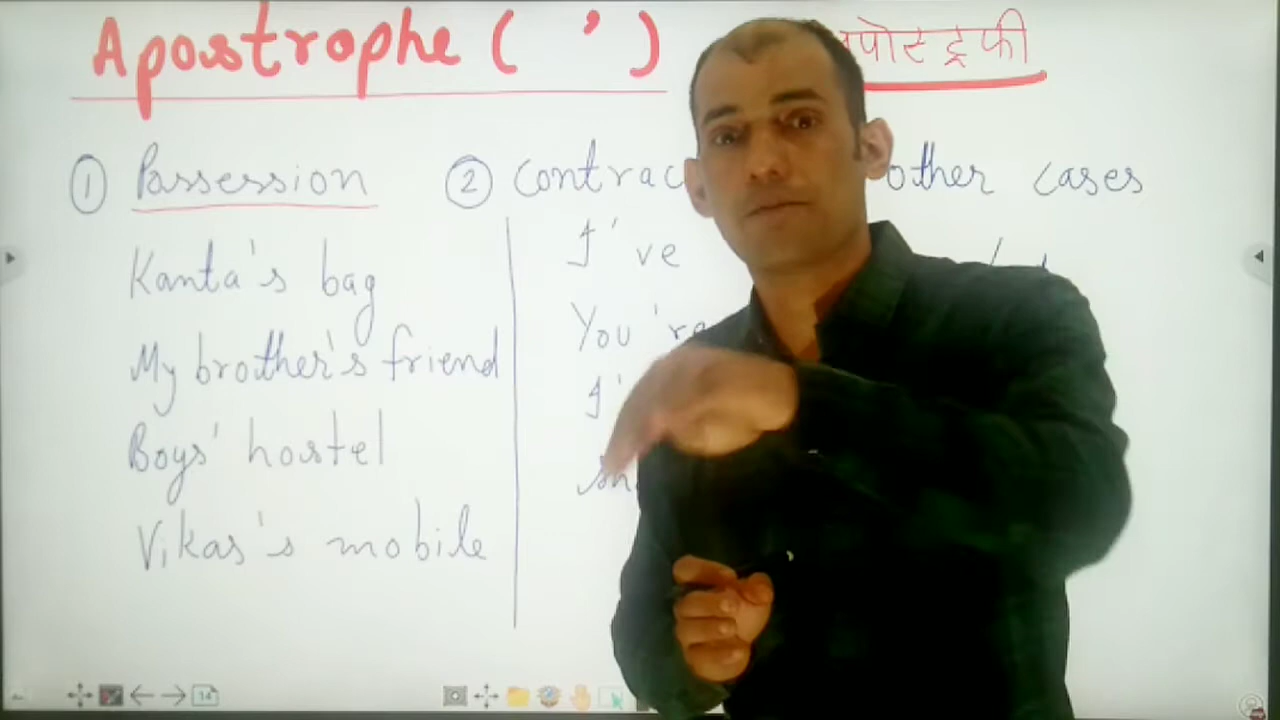 Apostrophe ( ' )
① Possession ② Contrac other cases
Kanta's bag
My brother's friend
Boys' hostel
Vikas's mobile
I've
You're
I'
14